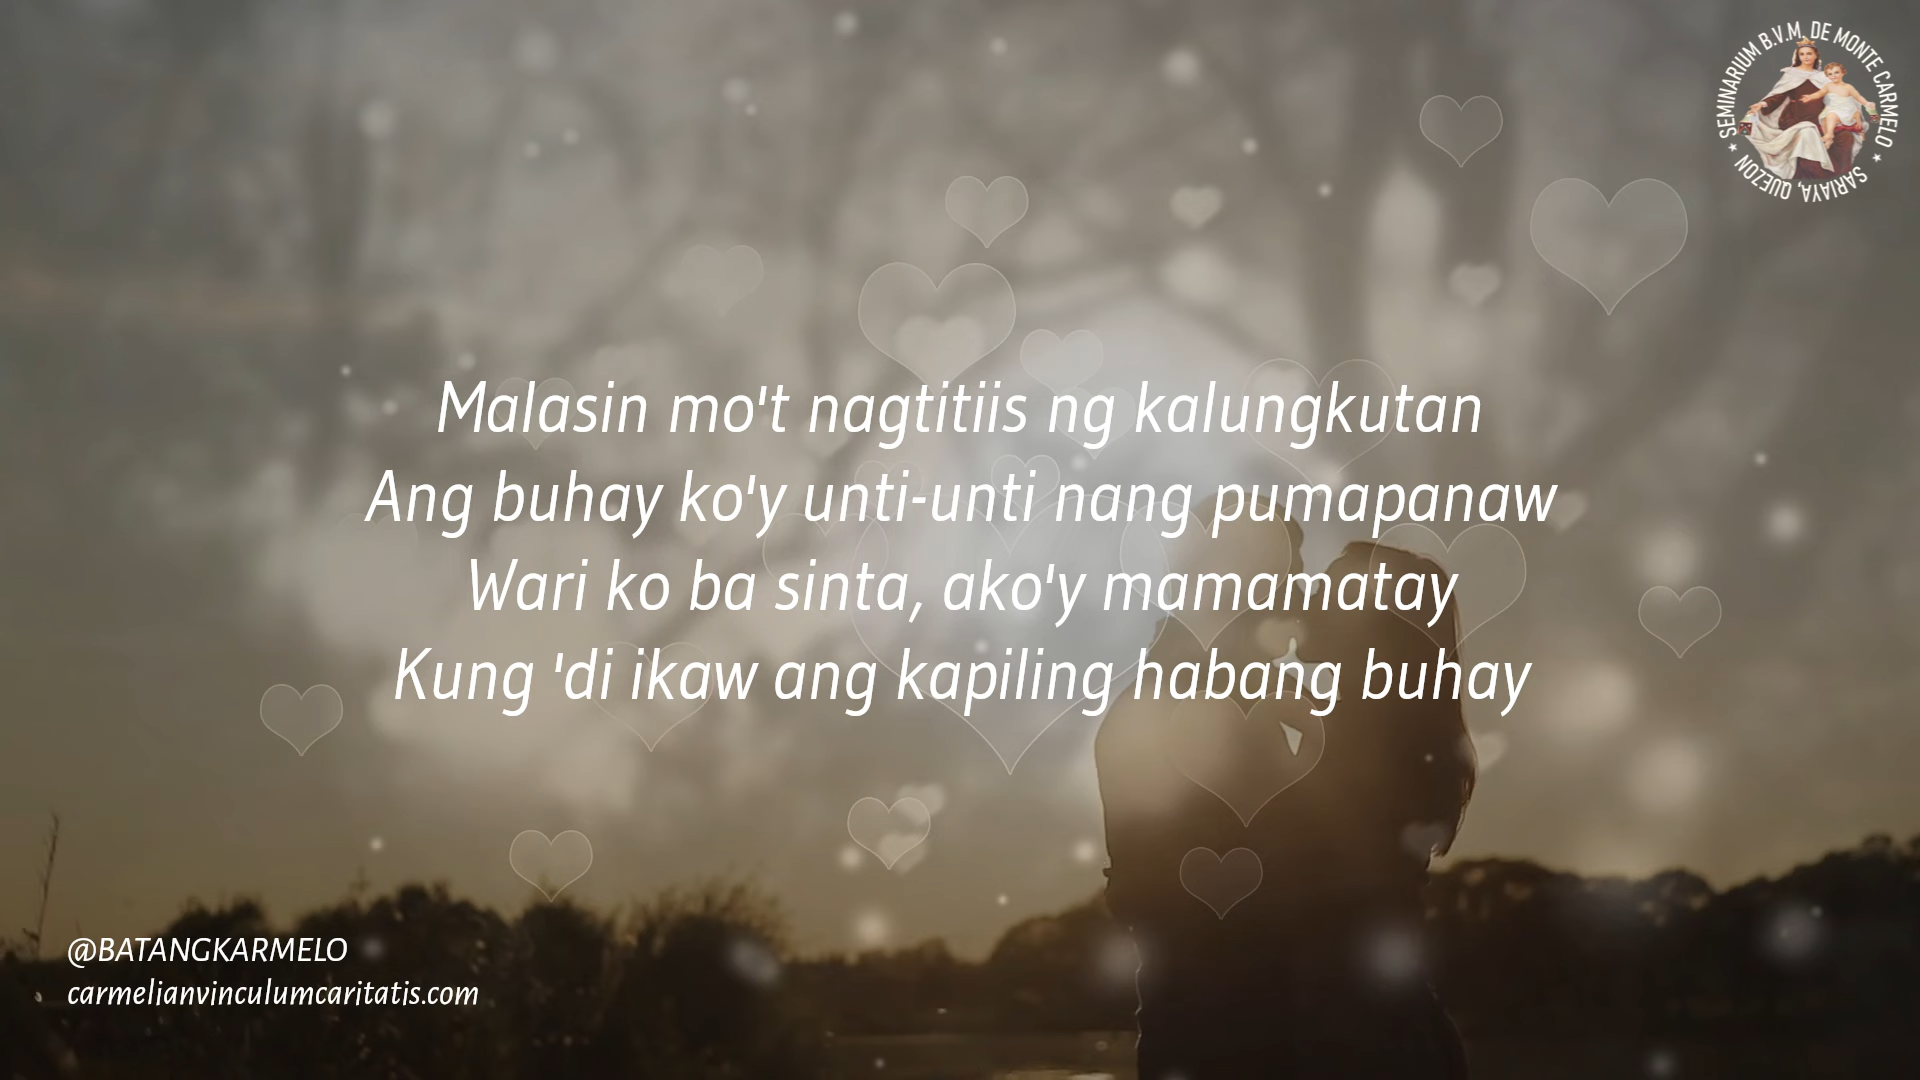 SEMINARIUM B.V.M. DE MONTE CARMELO
★ SARIAYA, QUEZON ★
Malasin mo't nagtitiis ng kalungkutan
Ang buhay ko'y unti-unti nang pumapanaw
Wari ko ba sinta, ako'y mamamatay
Kung 'di ikaw ang kapiling habang buhay
@BATANGKARMELO
carmelianvinculumcaritatis.com